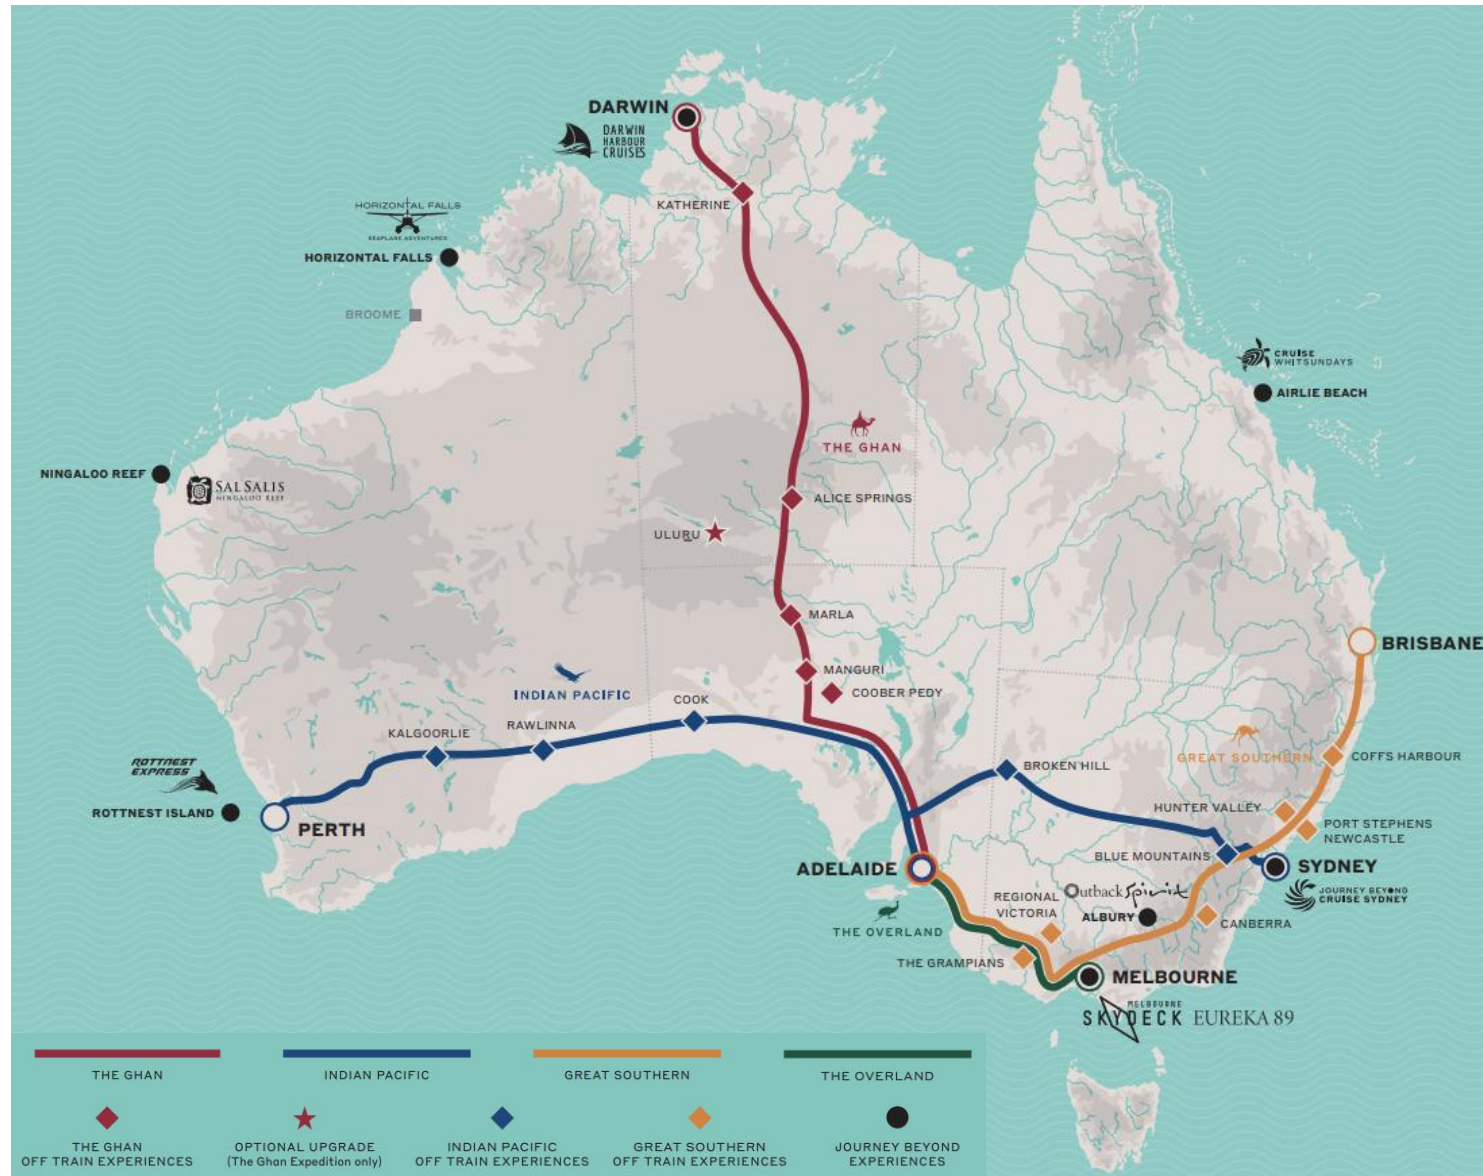 DARWIN
DARWIN
HARBOUR
CRUISES
KATHERINE
HORIZONTAL FALLS
SEAPLANE ADVENTURES
HORIZONTAL FALLS
BROOME
CRUISE
WHITSUNDAYS
AIRLIE BEACH
THE GHAN
NINGALOO REEF
SAL SALIS
NINGALOO REEF
ALICE SPRINGS
ULURU
MARLA
BRISBANE
MANGURI
COOBER PEDY
INDIAN PACIFIC
COOK
RAWLINNA
KALGOORLIE
GREAT SOUTHERN
COFFS HARBOUR
BROKEN HILL
ROTTNEST
EXPRESS
ROTTNEST ISLAND
PERTH
HUNTER VALLEY
PORT STEPHENS
NEWCASTLE
BLUE MOUNTAINS
ADELAIDE
SYDNEY
JOURNEY BEYOND
CRUISE SYDNEY
Outback Spirit
REGIONAL
VICTORIA
ALBURY
CANBERRA
THE OVERLAND
THE GRAMPIANS
MELBOURNE
MELBOURNE
SKYDECK EUREKA 89
THE GHAN
INDIAN PACIFIC
GREAT SOUTHERN
THE OVERLAND
THE GHAN
OFF TRAIN EXPERIENCES
OPTIONAL UPGRADE
(The Ghan Expedition only)
INDIAN PACIFIC
OFF TRAIN EXPERIENCES
GREAT SOUTHERN
OFF TRAIN EXPERIENCES
JOURNEY BEYOND
EXPERIENCES